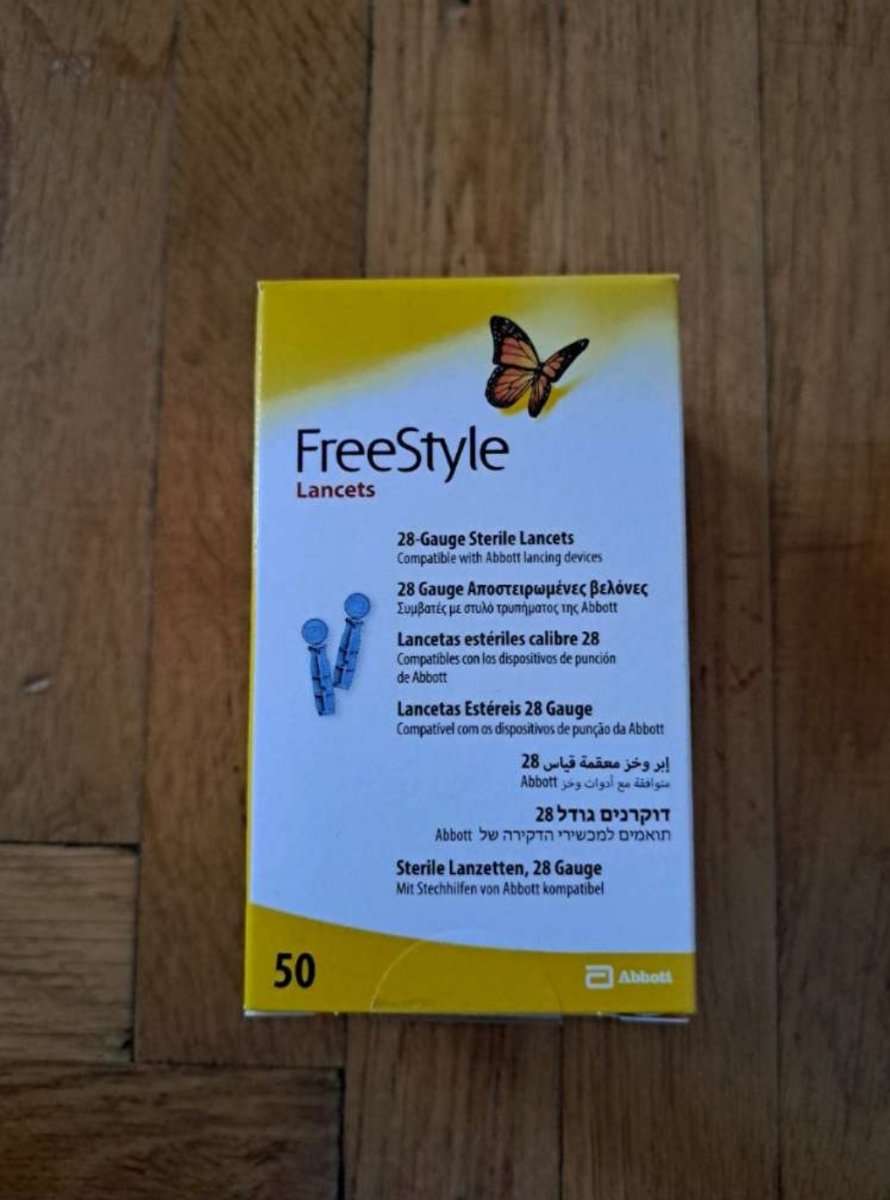 FreeStyle
Lancets
28-Gauge Sterile Lancets
Compatible with Abbott lancing devices
28 Gauge Αποστειρωμένες βελόνες
Συμβατές με στυλό τρυπήματος της Abbott
Lancetas estériles calibre 28
Compatibles con los dispositivos de punción
de Abbott
Lancetas Estéreis 28 Gauge
Compatível com os dispositivos de punção da Abbott
إبر وخز معقمة قياس 28
متوافقة مع أدوات وخز Abbott
דוקרנים גודל 28
תואמים למכשירי הדקירה של Abbott
Sterile Lanzetten, 28 Gauge
Mit Stechhilfen von Abbott kompatibel
50
Abbott